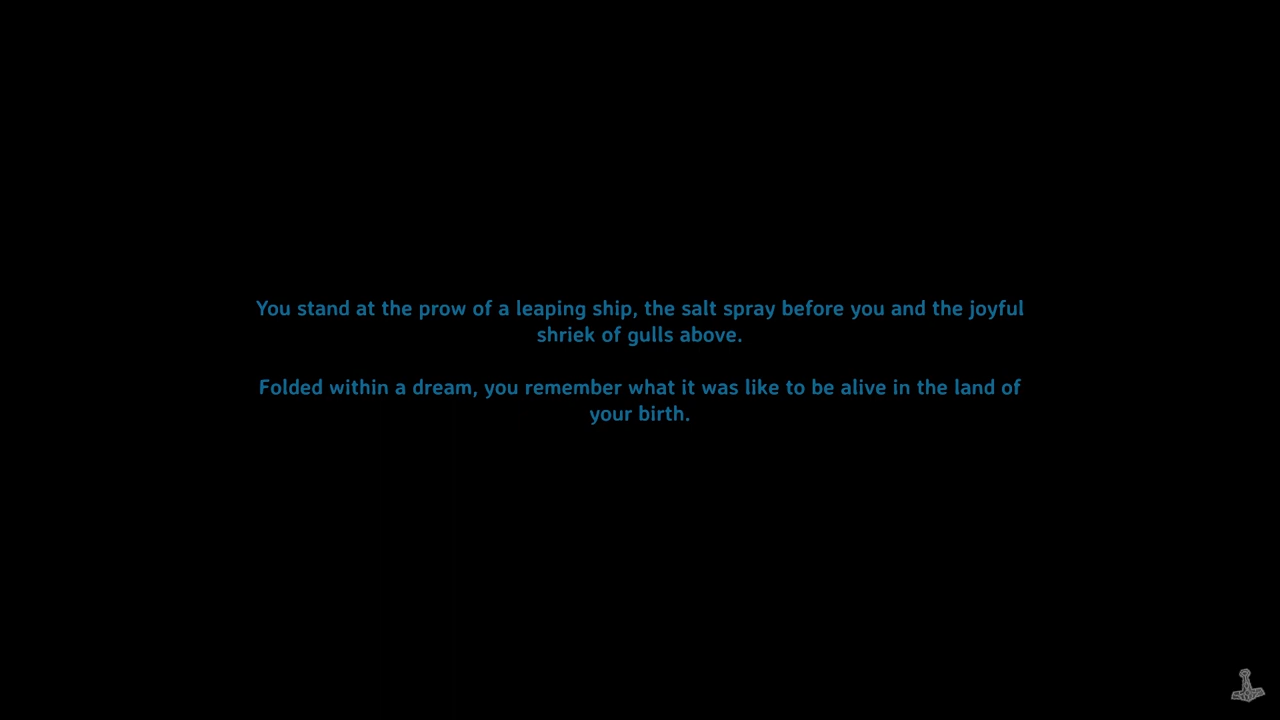 You stand at the prow of a leaping ship, the salt spray before you and the joyful
shriek of gulls above.
Folded within a dream, you remember what it was like to be alive in the land of
your birth.